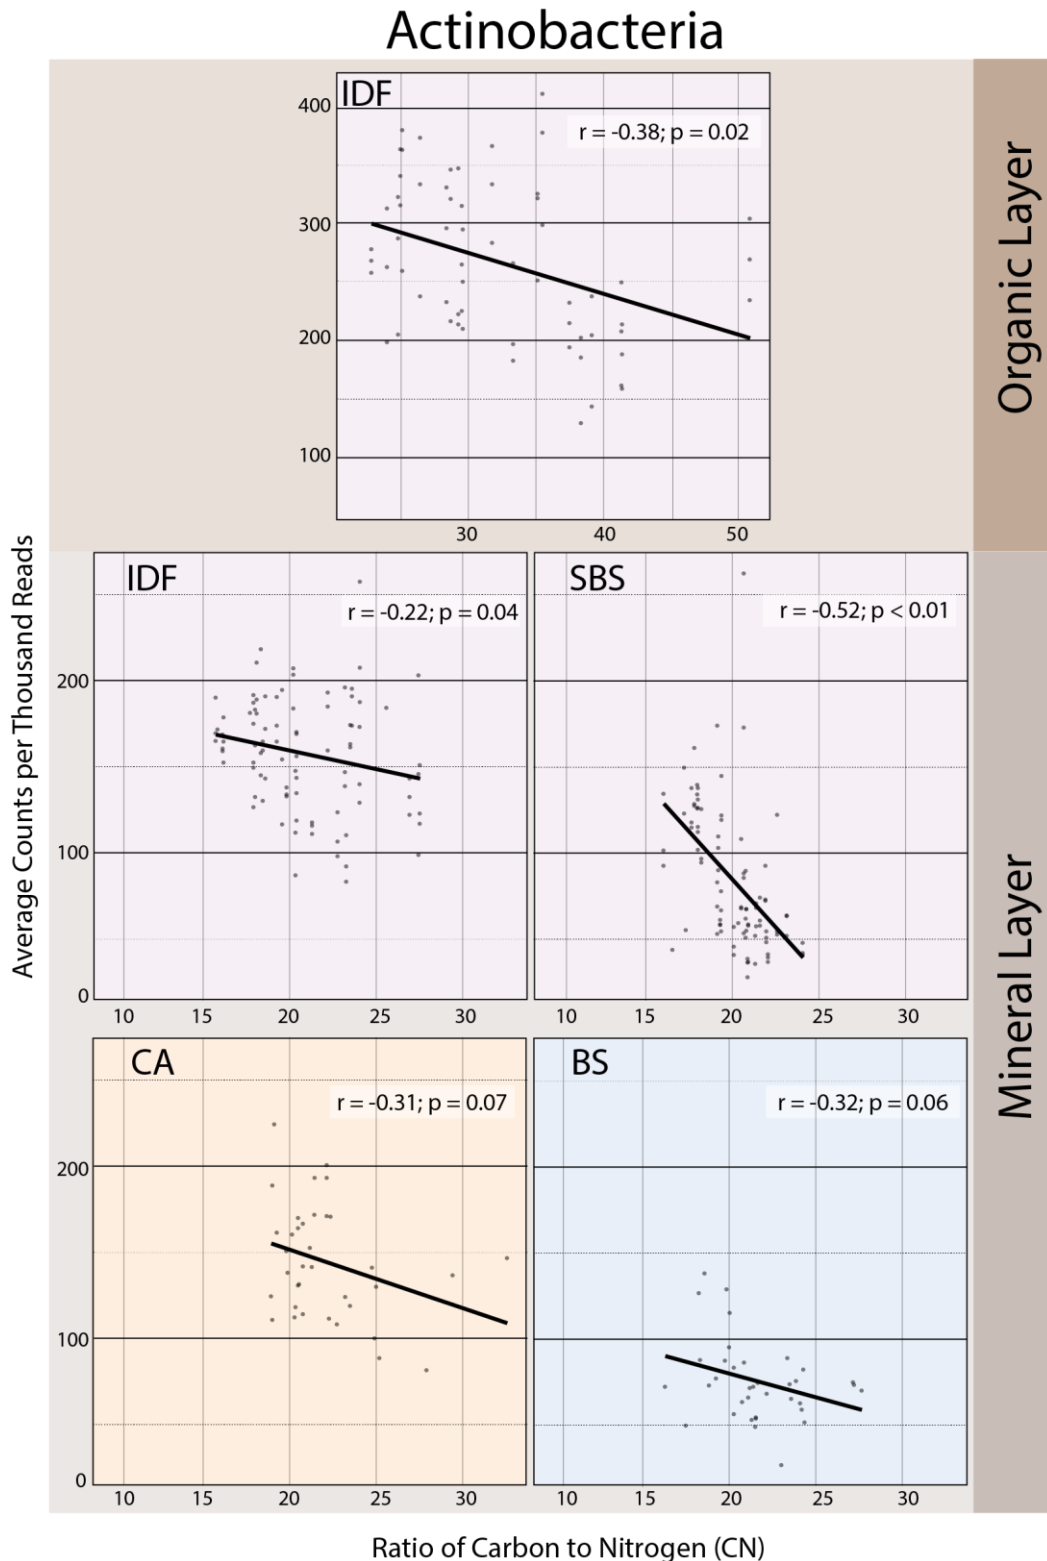 Actinobacteria
IDF
r = -0.38; p = 0.02
400
300
200
100
30 40 50
Organic Layer
Average Counts per Thousand Reads
IDF
r = -0.22; p = 0.04
200
100
0
10 15 20 25 30
SBS
r = -0.52; p < 0.01
10 15 20 25 30
Mineral Layer
CA
r = -0.31; p = 0.07
200
100
0
10 15 20 25 30
BS
r = -0.32; p = 0.06
10 15 20 25 30
Ratio of Carbon to Nitrogen (CN)